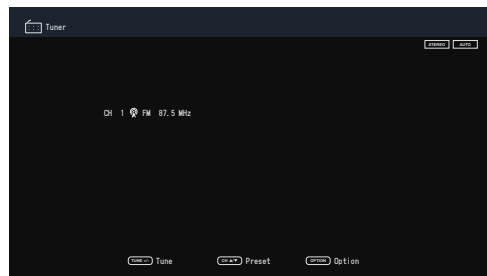 Tuner
STEREO AUTO
CH 1 FM 87.5 MHz
TUNE +/- Tune CH ▲/▼ Preset OPTION Option